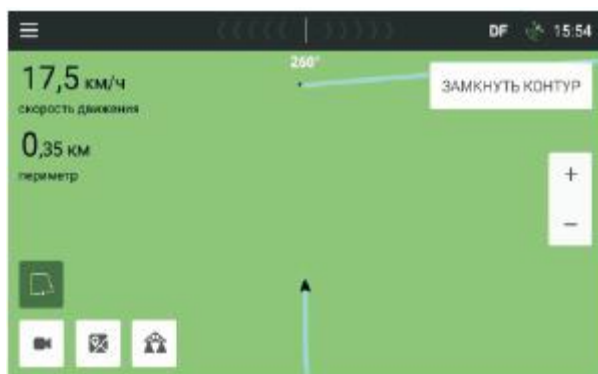 DF 15:54
260°
17,5 км/ч
скорость движения
ЗАМКНУТЬ КОНТУР
0,35 км
периметр
+
−